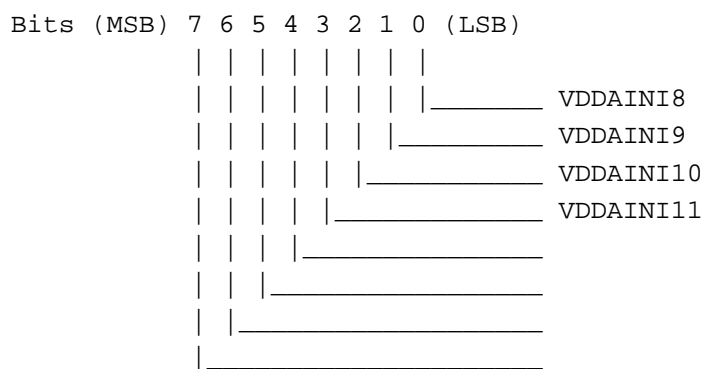 Bits (MSB) 7 6 5 4 3 2 1 0 (LSB)
VDDAINI8
VDDAINI9
VDDAINI10
VDDAINI11